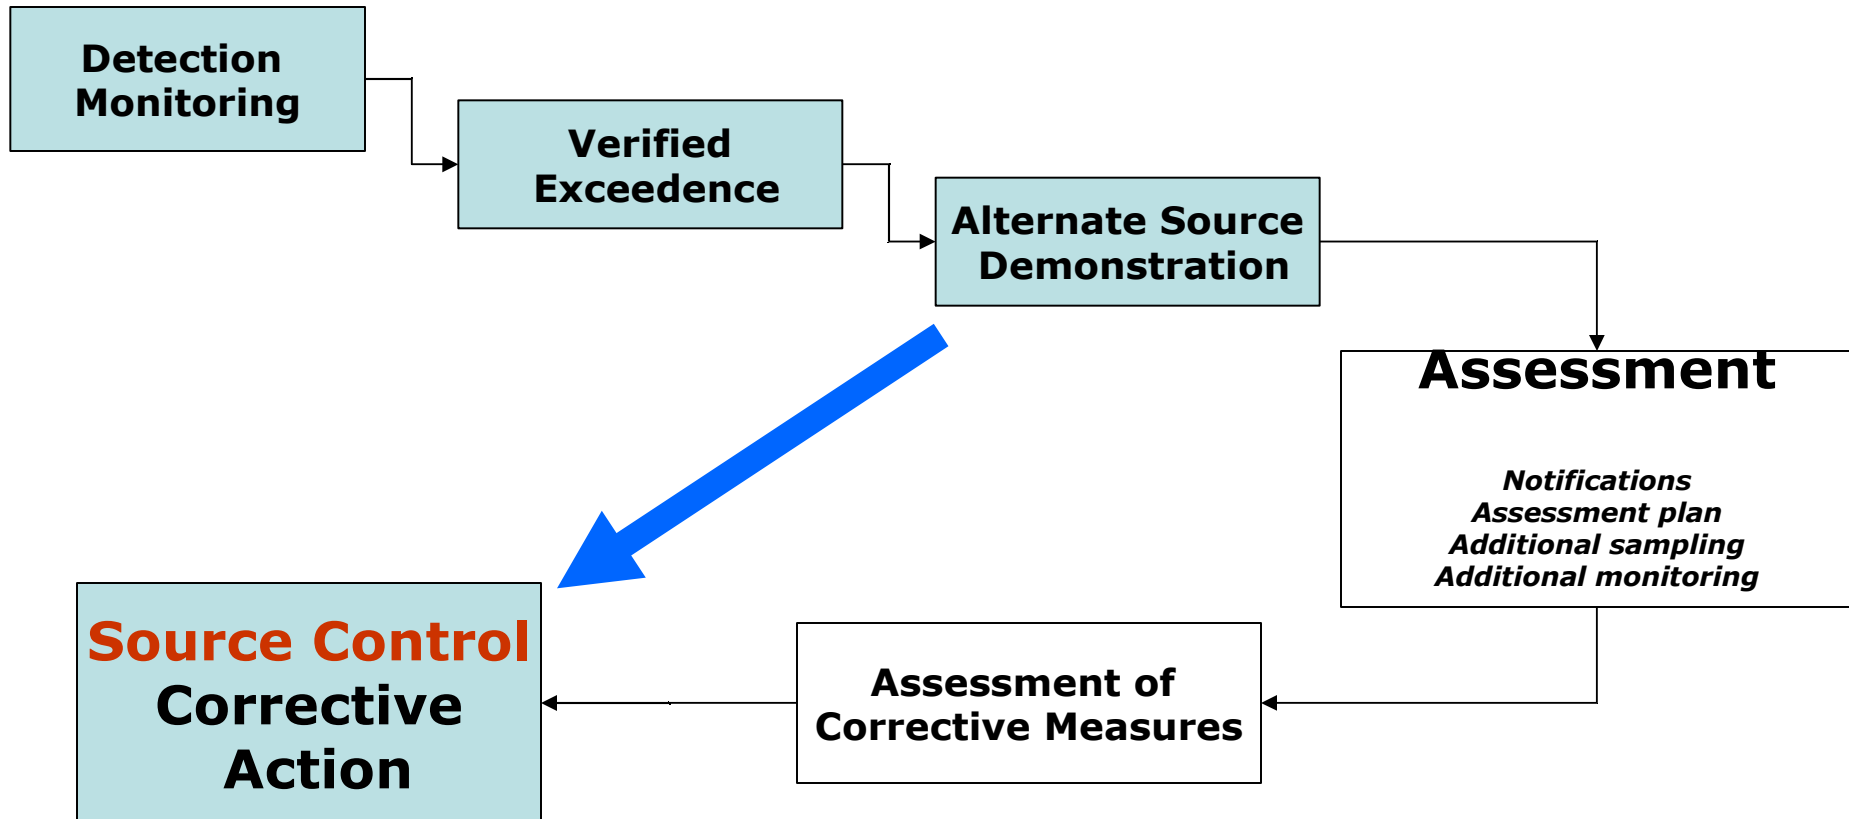 Detection
Monitoring
Verified
Exceedence
Alternate Source
Demonstration
Assessment
Notifications
Assessment plan
Additional sampling
Additional monitoring
Source Control
Corrective
Action
Assessment of
Corrective Measures